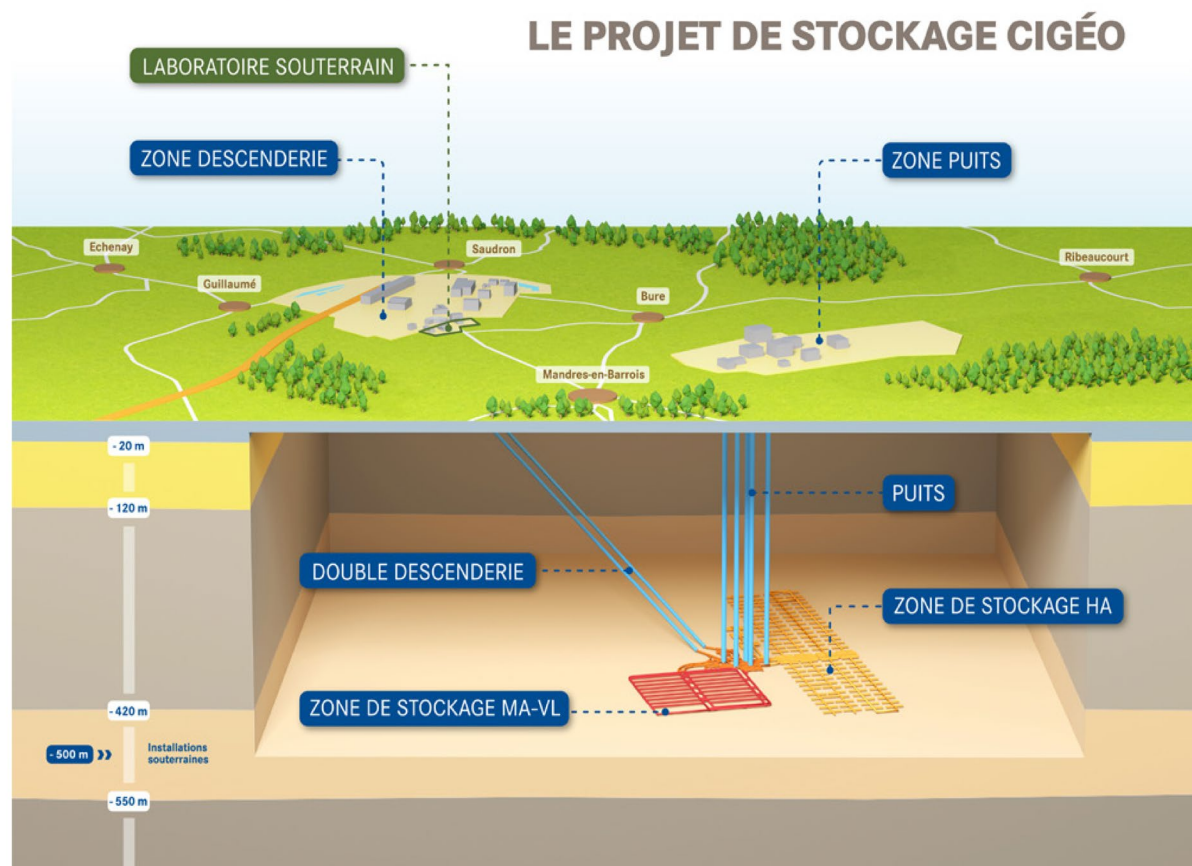 LE PROJET DE STOCKAGE CIGÉO
LABORATOIRE SOUTERRAIN
ZONE DESCENDERIE
ZONE PUITS
Echenay
Saudron
Ribeaucourt
Guillaumé
Bure
Mandres-en-Barrois
- 20 m
PUITS
- 120 m
DOUBLE DESCENDERIE
ZONE DE STOCKAGE HA
ZONE DE STOCKAGE MA-VL
- 420 m
- 500 m
Installations
souterraines
- 550 m